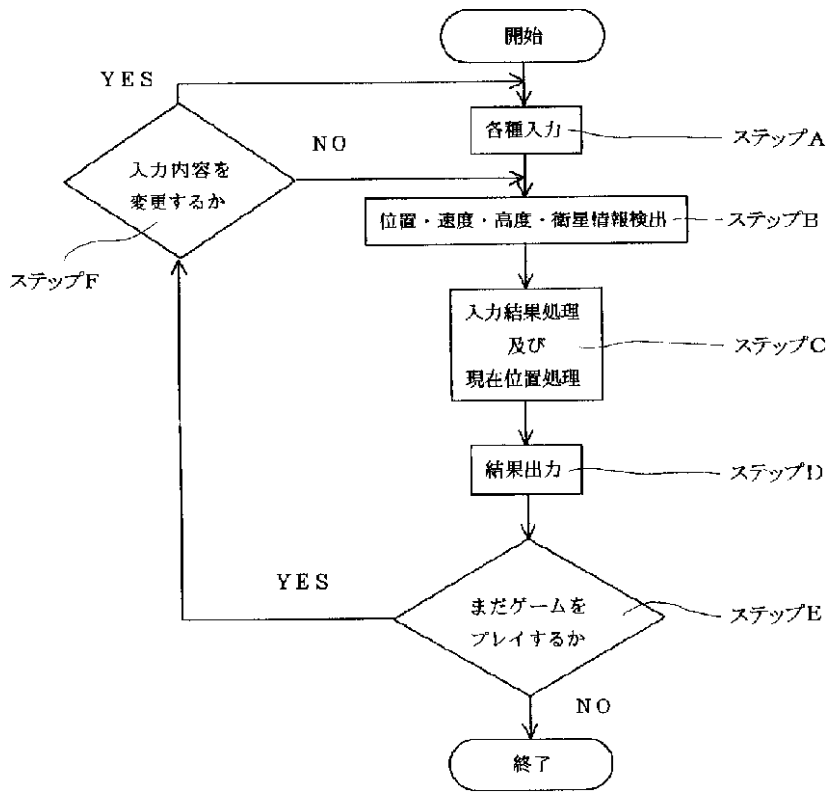 開始
YES
各種入力
ステップA
NO
入力内容を
変更するか
位置・速度・高度・衛星情報検出
ステップB
ステップF
入力結果処理
及び
現在位置処理
ステップC
結果出力
ステップD
YES
まだゲームを
プレイするか
ステップE
NO
終了